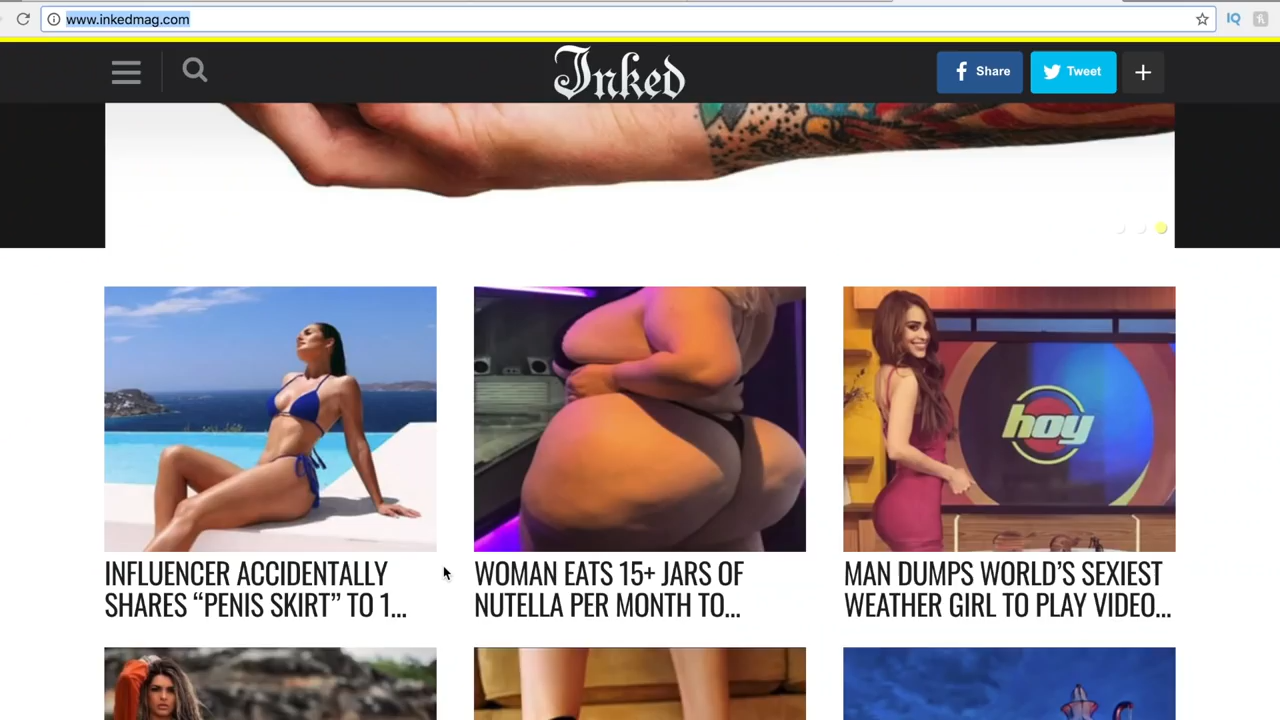 www.inkedmag.com
IQ
Inked
Share
Tweet
hoy
INFLUENCER ACCIDENTALLY
SHARES “PENIS SKIRT” TO 1...
WOMAN EATS 15+ JARS OF
NUTELLA PER MONTH TO...
MAN DUMPS WORLD’S SEXIEST
WEATHER GIRL TO PLAY VIDEO...